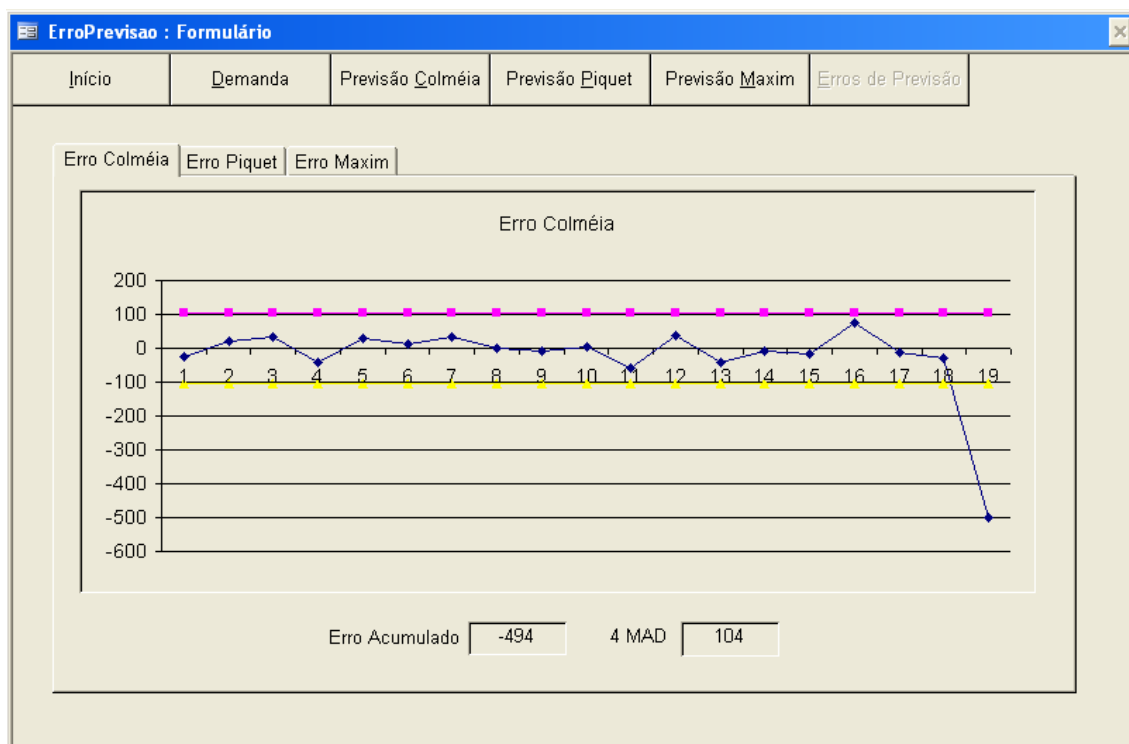 ErroPrevisao : Formulário
Início Demanda Previsão Colméia Previsão Piquet Previsão Maxim Erros de Previsão
Erro Colméia Erro Piquet Erro Maxim
Erro Colméia
200
100
0
-100
-200
-300
-400
-500
-600
1 2 3 4 5 6 7 8 9 10 11 12 13 14 15 16 17 18 19
Erro Acumulado -494 4 MAD 104